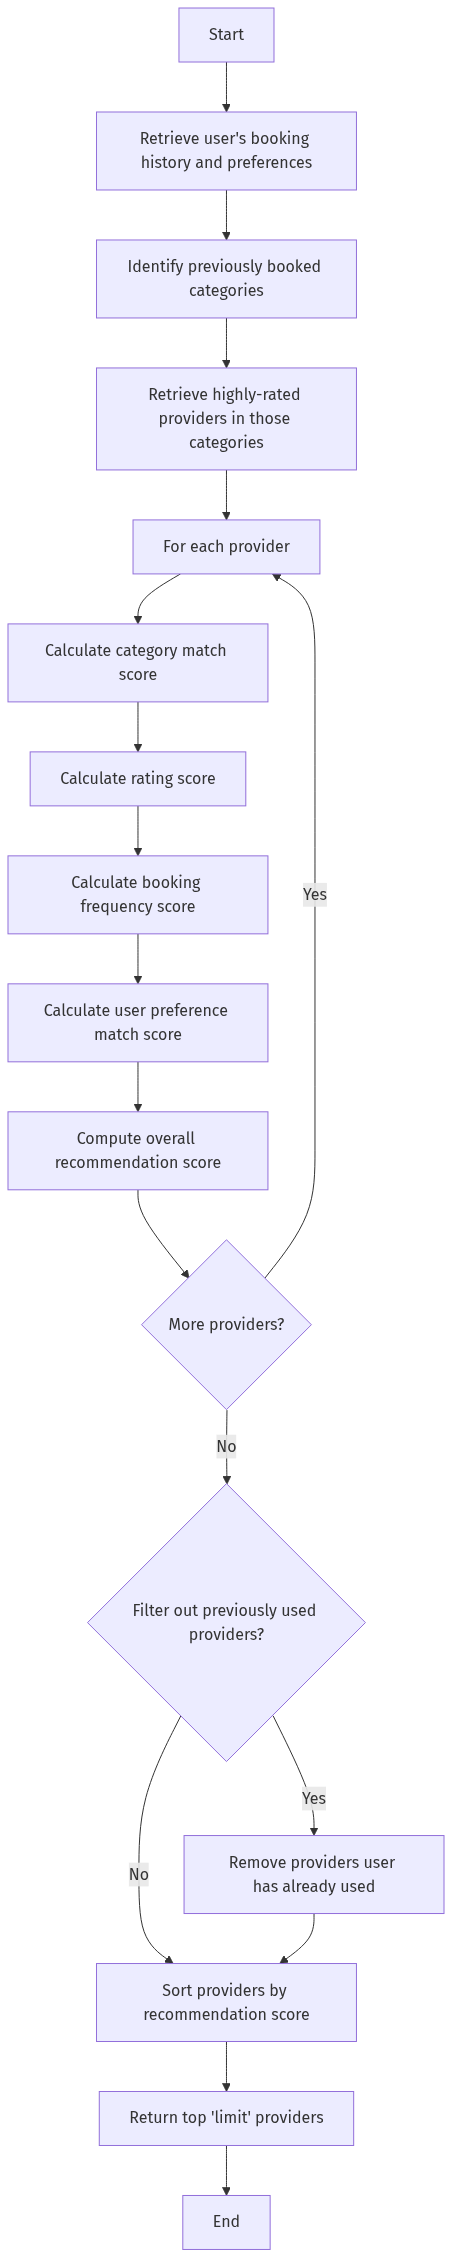 Start
Retrieve user's booking
history and preferences
Identify previously booked
categories
Retrieve highly-rated
providers in those
categories
For each provider
Calculate category match
score
Calculate rating score
Calculate booking
frequency score
Yes
Calculate user preference
match score
Compute overall
recommendation score
More providers?
No
Filter out previously used
providers?
Yes
Remove providers user
has already used
No
Sort providers by
recommendation score
Return top 'limit' providers
End